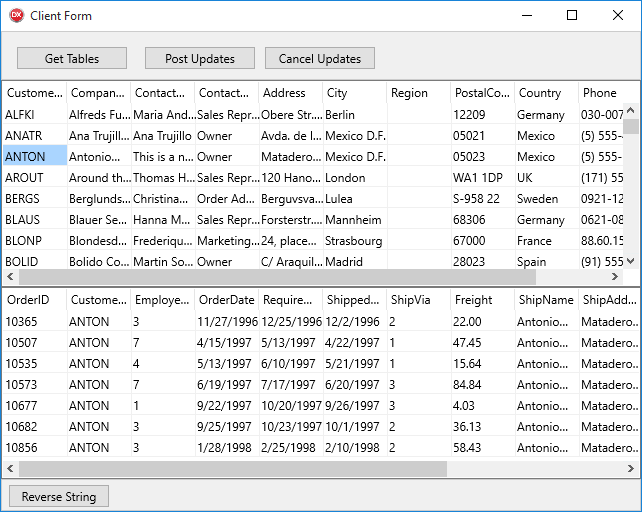 DX Client Form
Get Tables Post Updates Cancel Updates
Custome... Compan... Contact... Contact... Address City Region PostalCo... Country Phone
ALFKI Alfreds Fu... Maria And... Sales Repr... Obere Str... Berlin 12209 Germany 030-007
ANATR Ana Trujill... Ana Trujillo Owner Avda. de l... Mexico D.F. 05021 Mexico (5) 555-
ANTON Antonio... This is a n... Owner Matadero... Mexico D.F. 05023 Mexico (5) 555-
AROUT Around th... Thomas H... Sales Repr... 120 Hano... London WA1 1DP UK (171) 55
BERGS Berglunds... Christina... Order Ad... Berguvsva... Lulea S-958 22 Sweden 0921-12
BLAUS Blauer Se... Hanna M... Sales Repr... Forsterstr... Mannheim 68306 Germany 0621-08
BLONP Blondesd... Frederiqu... Marketing... 24, place... Strasbourg 67000 France 88.60.15
BOLID Bolido Co... Martin So... Owner C/ Araquil... Madrid 28023 Spain (91) 555
OrderID Custome... Employe... OrderDate Require... Shipped... ShipVia Freight ShipName ShipAdd...
10365 ANTON 3 11/27/1996 12/25/1996 12/2/1996 2 22.00 Antonio... Matadero...
10507 ANTON 7 4/15/1997 5/13/1997 4/22/1997 1 47.45 Antonio... Matadero...
10535 ANTON 4 5/13/1997 6/10/1997 5/21/1997 1 15.64 Antonio... Matadero...
10573 ANTON 7 6/19/1997 7/17/1997 6/20/1997 3 84.84 Antonio... Matadero...
10677 ANTON 1 9/22/1997 10/20/1997 9/26/1997 3 4.03 Antonio... Matadero...
10682 ANTON 3 9/25/1997 10/23/1997 10/1/1997 2 36.13 Antonio... Matadero...
10856 ANTON 3 1/28/1998 2/25/1998 2/10/1998 2 58.43 Antonio... Matadero...
Reverse String